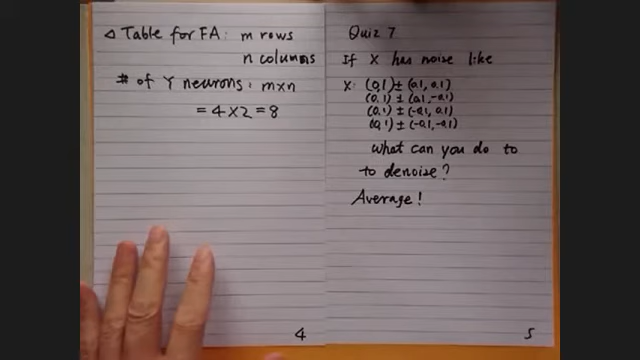 △ Table for FA: m rows
n columns
# of Y neurons: m×n
= 4×2 = 8
4
Quiz 7
If X has noise like
X: (0,1) ± (0.1, 0.1)
(0,1) ± (0.1, -0.1)
(0,1) ± (-0.1, 0.1)
(0,1) ± (-0.1, -0.1)
what can you do to
to denoise?
Average!
5